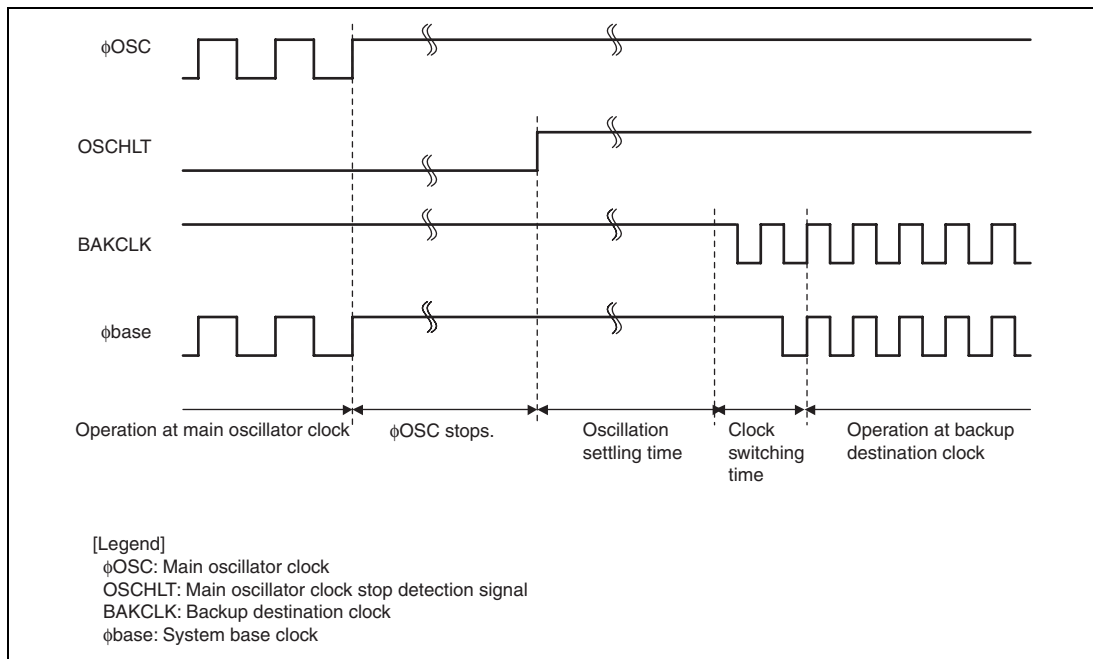 φOSC
OSCHLT
BAKCLK
φbase
Operation at main oscillator clock
φOSC stops.
Oscillation
settling time
Clock
switching
time
Operation at backup
destination clock
[Legend]
φOSC: Main oscillator clock
OSCHLT: Main oscillator clock stop detection signal
BAKCLK: Backup destination clock
φbase: System base clock